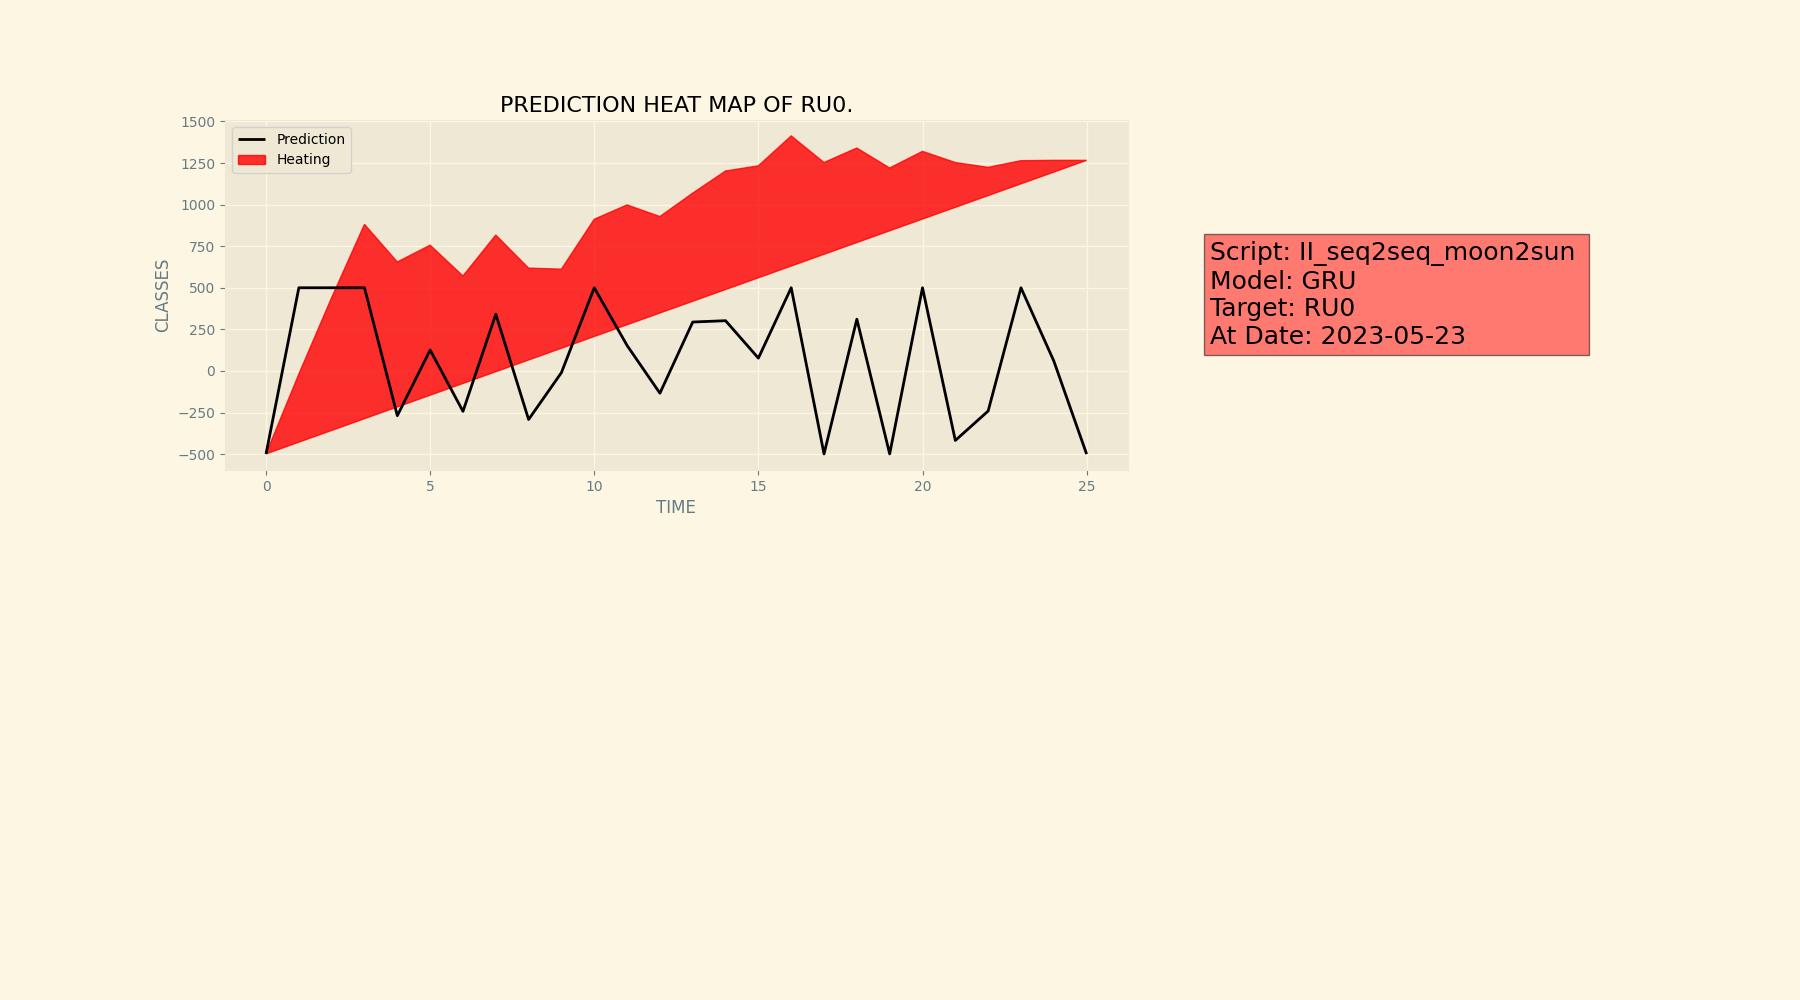 PREDICTION HEAT MAP OF RU0.
Prediction
Heating
1500
1250
1000
750
500
250
0
−250
−500
CLASSES
0 5 10 15 20 25
TIME
Script: II_seq2seq_moon2sun
Model: GRU
Target: RU0
At Date: 2023-05-23